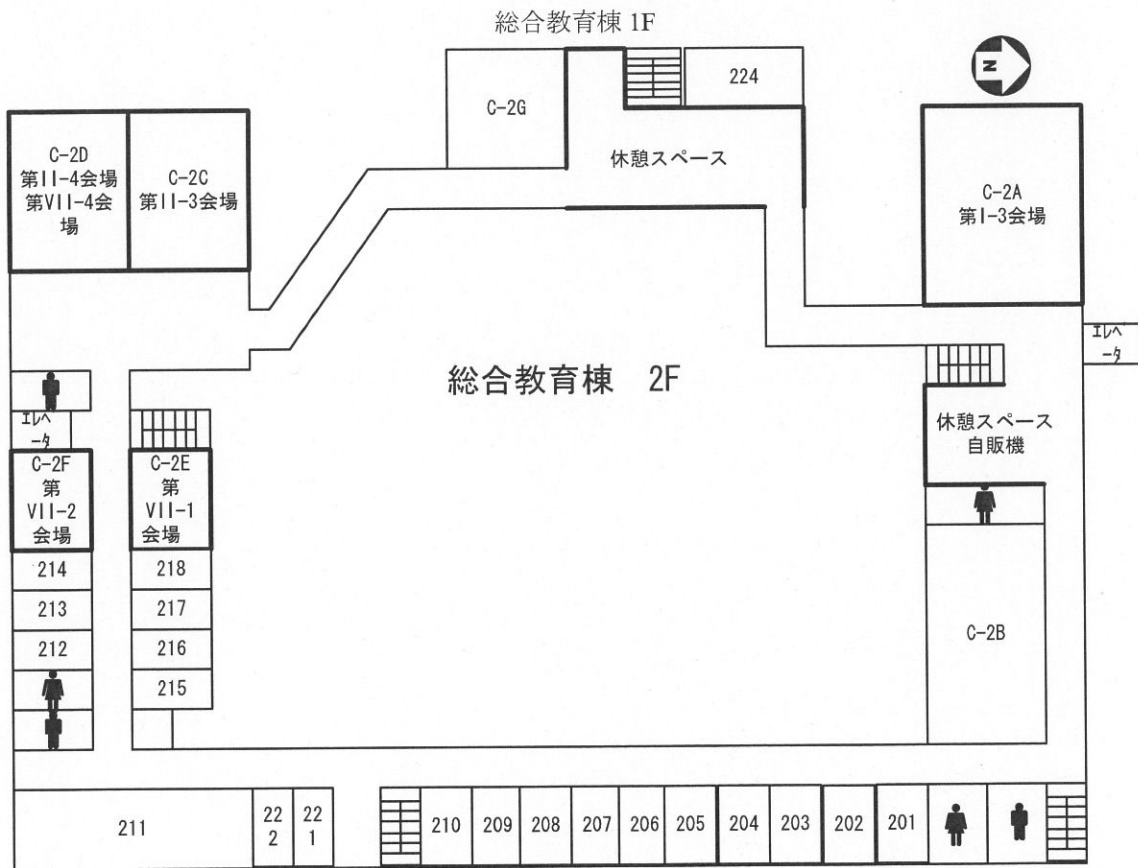 総合教育棟 1F
N
C-2G
224
休憩スペース
C-2D
第II-4会場
第VII-4会
場
C-2C
第II-3会場
C-2A
第I-3会場
エレベ
ータ
総合教育棟　2F
エレベ
ータ
休憩スペース
自販機
C-2F
第
VII-2
会場
C-2E
第
VII-1
会場
214
218
213
217
212
216
215
C-2B
211
22
2
22
1
210
209
208
207
206
205
204
203
202
201